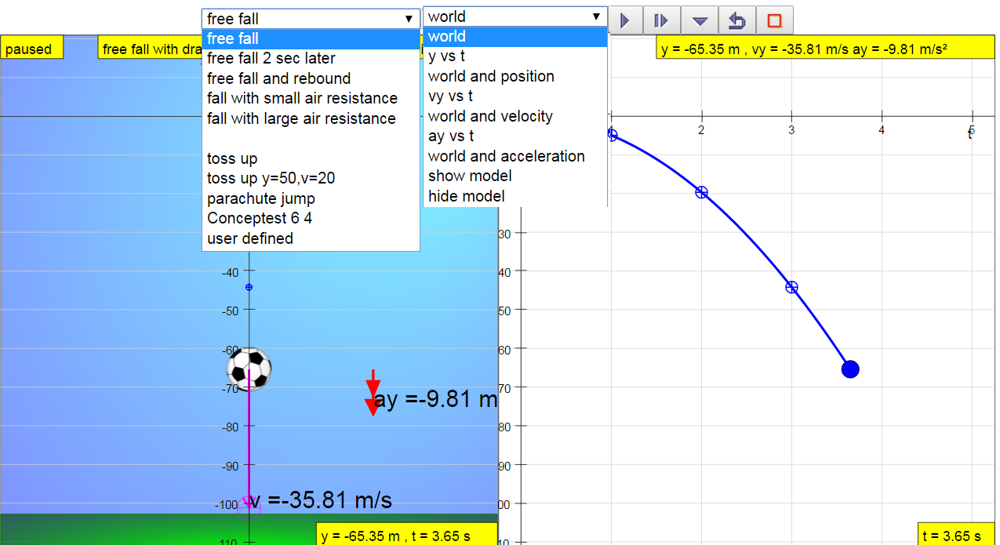 free fall ▼
world ▼
paused
free fall with dra
free fall
free fall 2 sec later
free fall and rebound
fall with small air resistance
fall with large air resistance
toss up
toss up y=50,v=20
parachute jump
Conceptest 6 4
user defined
world
y vs t
world and position
vy vs t
world and velocity
ay vs t
world and acceleration
show model
hide model
y = -65.35 m , vy = -35.81 m/s ay = -9.81 m/s²
2
3
4
5
t
-40
-50
-60
-70
-80
-90
-100
110
ay =-9.81 m
v =-35.81 m/s
y = -65.35 m , t = 3.65 s
30
40
50
60
70
80
90
00
10
t = 3.65 s